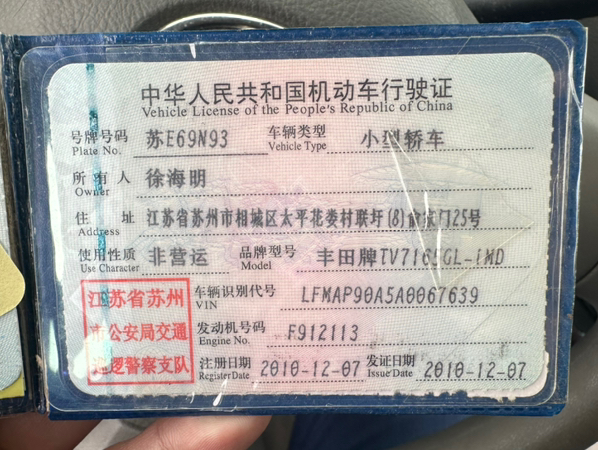 中华人民共和国机动车行驶证
Vehicle License of the People's Republic of China
号牌号码 苏E69N93 车辆类型 小型轿车
Plate No. Vehicle Type
所有人 徐海明
Owner
住址 江苏省苏州市相城区太平花娄村联圩(8)俞家门25号
Address
使用性质 非营运 品牌型号 丰田牌TV716 GL-IMD
Use Character Model
江苏省苏州 车辆识别代号 LFMAP90A5A0067639
VIN
市公安局交通 发动机号码 F912113
Engine No.
巡逻警察支队 注册日期 2010-12-07 发证日期 2010-12-07
Register Date Issue Date